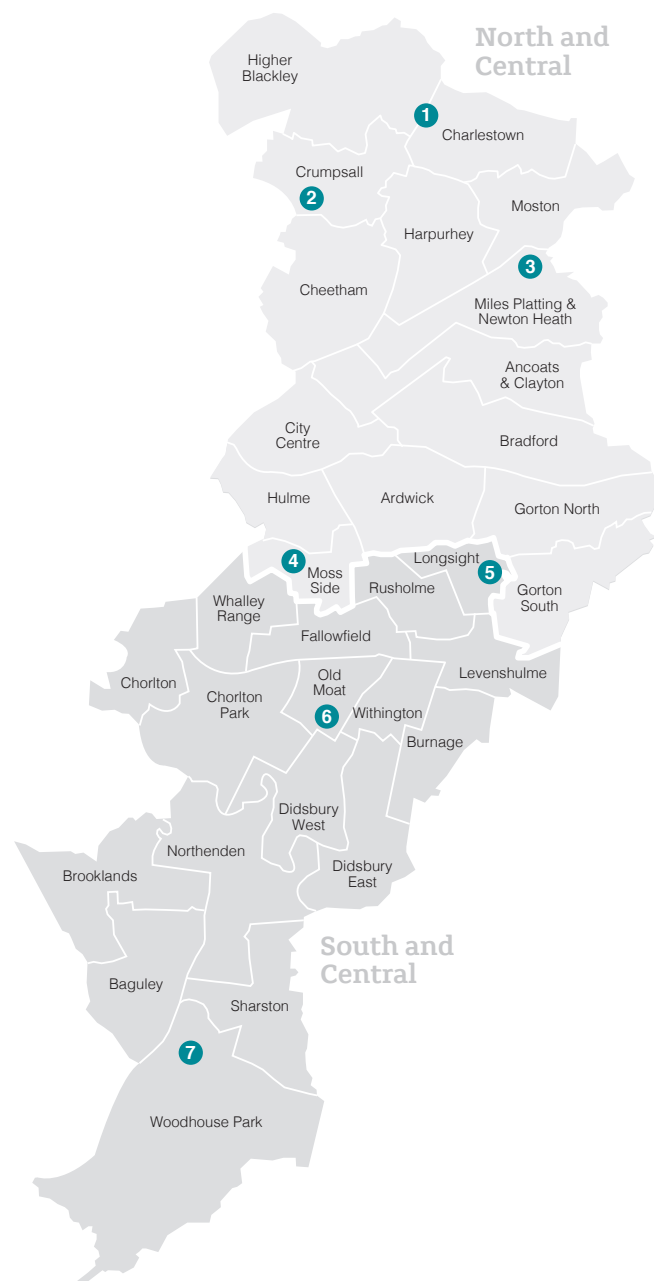 North and
Central
Higher
Blackley
1
Charlestown
Crumpsall
2
Moston
Harpurhey
3
Cheetham
Miles Platting &
Newton Heath
Ancoats
& Clayton
City
Centre
Bradford
Hulme
Ardwick
Gorton North
4
Moss
Side
Longsight
5
Rusholme
Gorton
South
Whalley
Range
Fallowfield
Levenshulme
Chorlton
Chorlton
Park
Old
Moat
6
Withington
Burnage
Didsbury
West
Northenden
Didsbury
East
Brooklands
South and
Central
Baguley
Sharston
7
Woodhouse Park